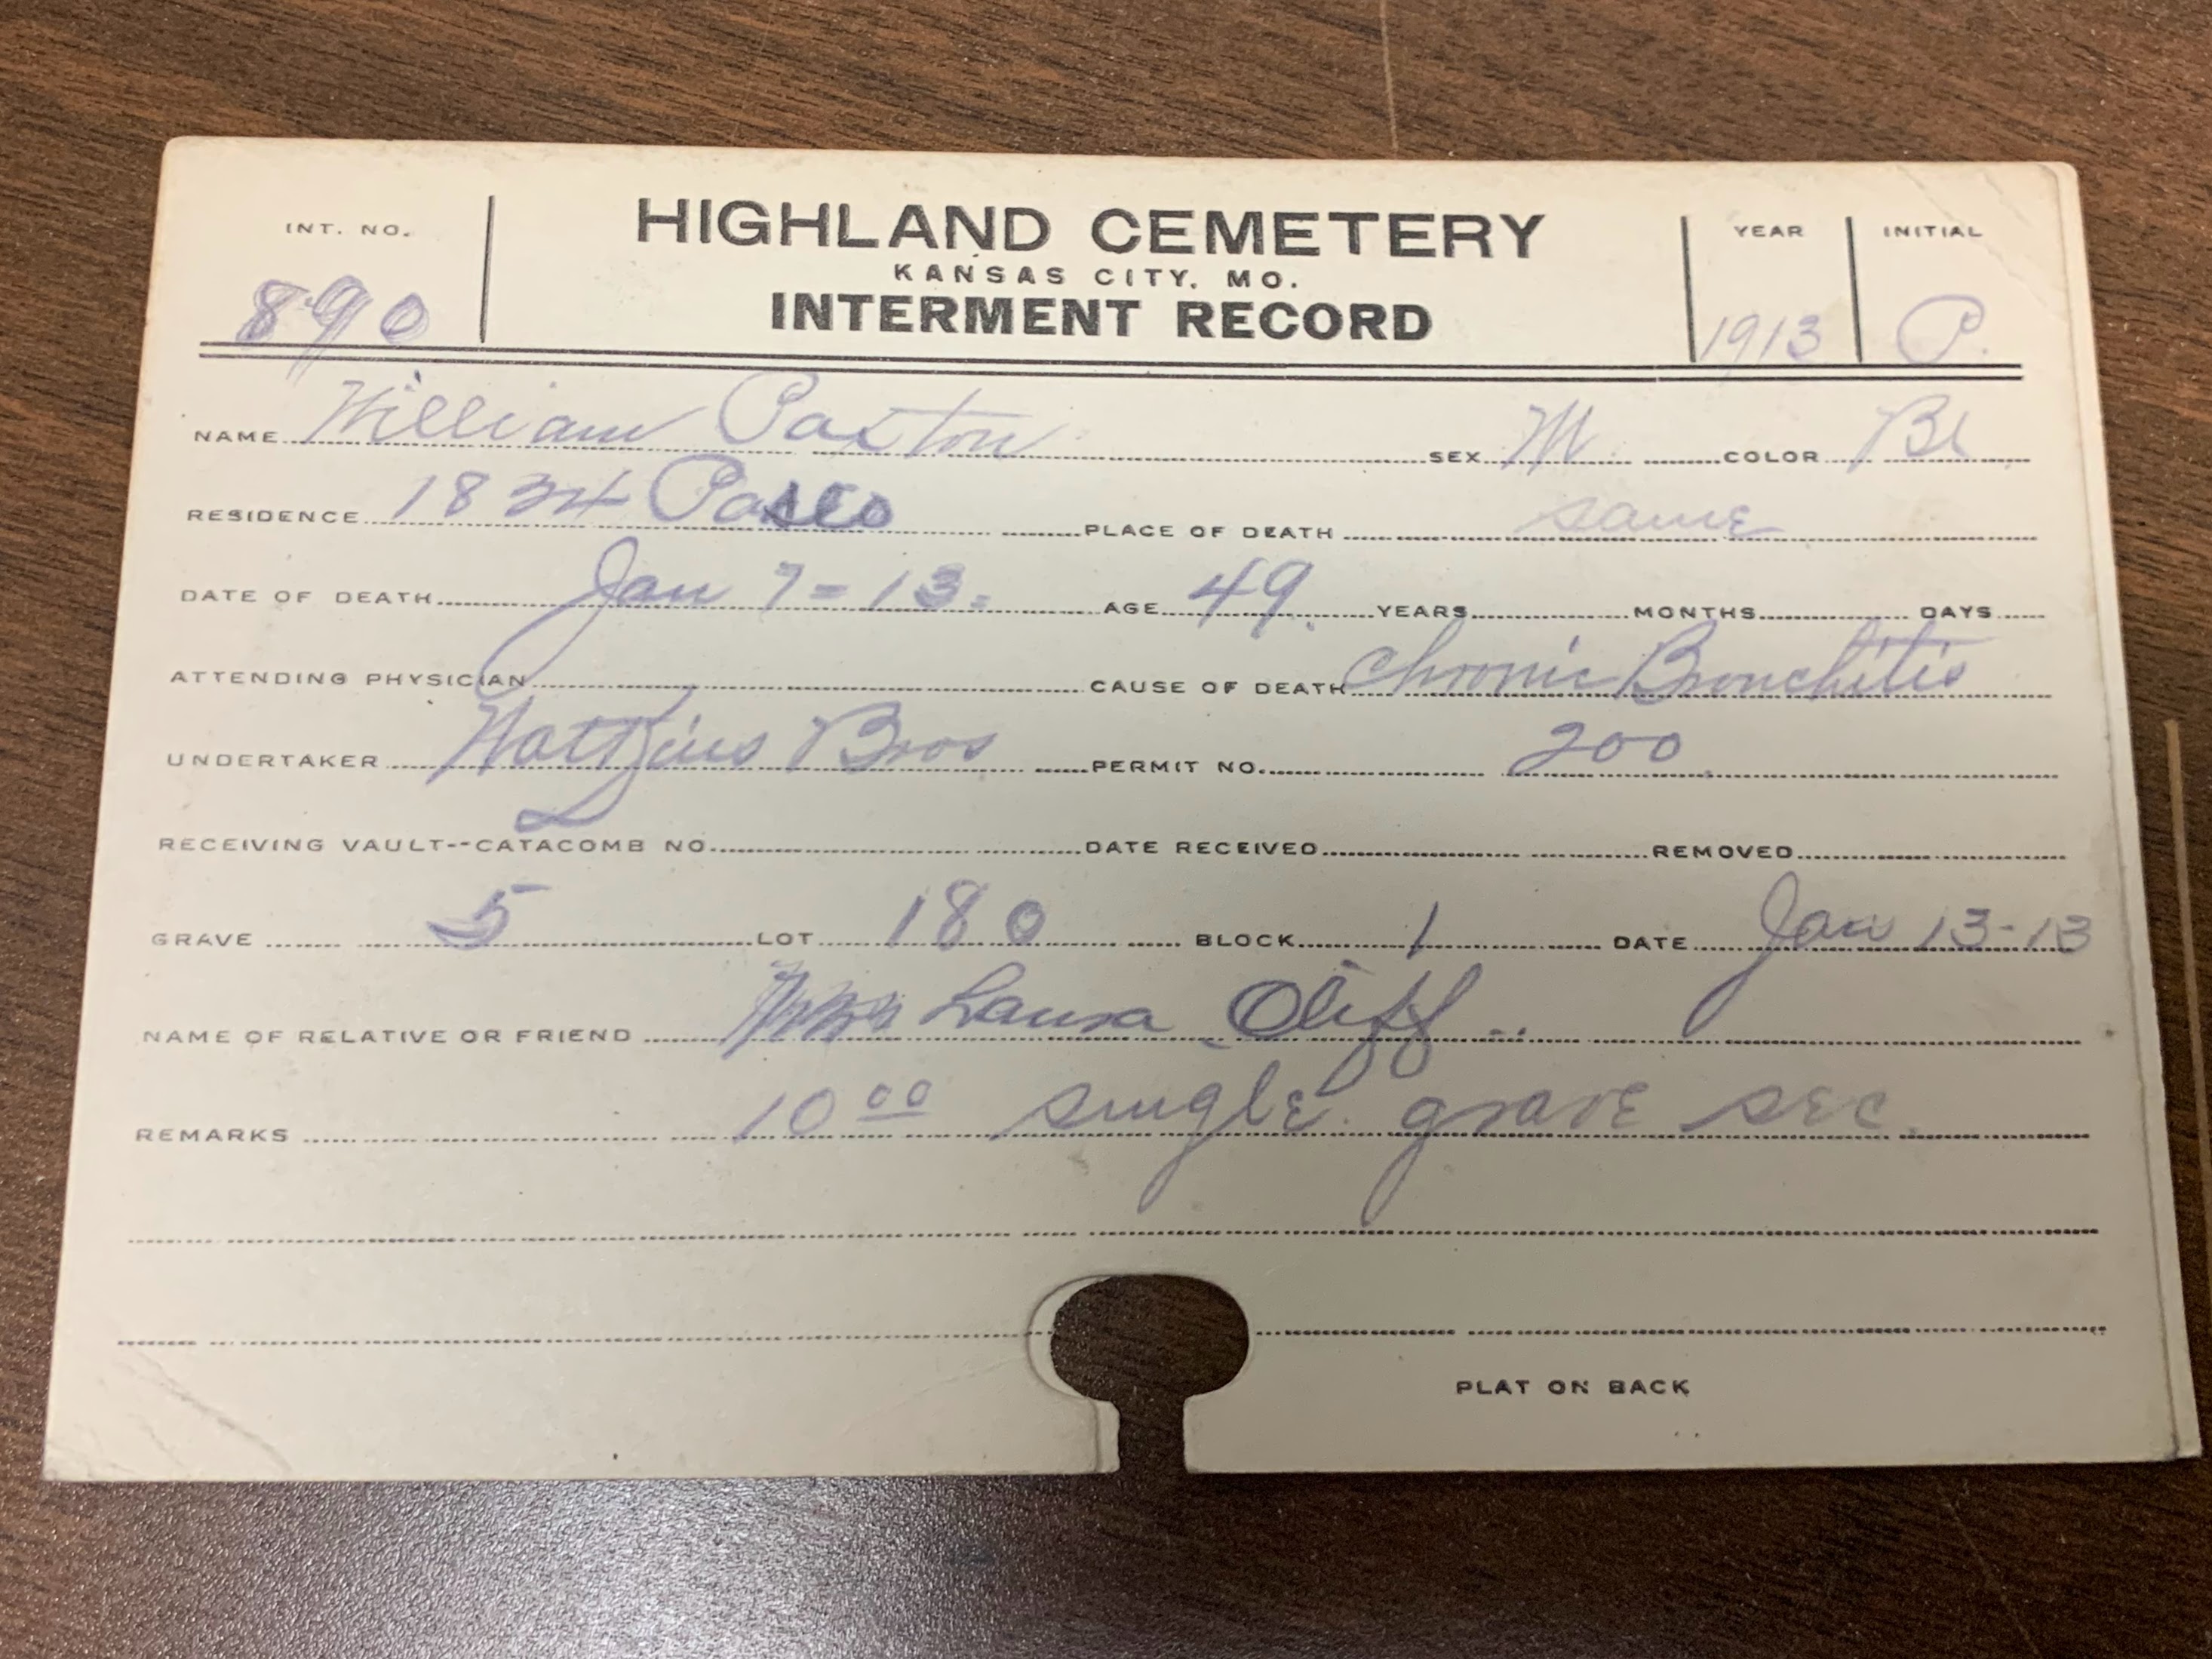 INT. NO. HIGHLAND CEMETERY YEAR INITIAL
KANSAS CITY, MO.
890 INTERMENT RECORD 1913 P.
NAME William Paxton SEX M COLOR Bl
RESIDENCE 1834 Paseo PLACE OF DEATH same
DATE OF DEATH Jan 7-13. AGE 49. YEARS MONTHS DAYS
ATTENDING PHYSICIAN CAUSE OF DEATH Chronic Bronchitis
UNDERTAKER Watkins Bros PERMIT NO. 200.
RECEIVING VAULT--CATACOMB NO. DATE RECEIVED REMOVED
GRAVE 5 LOT 180 BLOCK 1 DATE Jan 13-13
NAME OF RELATIVE OR FRIEND Laura Oliff
REMARKS 10 00 single grave sec.
PLAT ON BACK